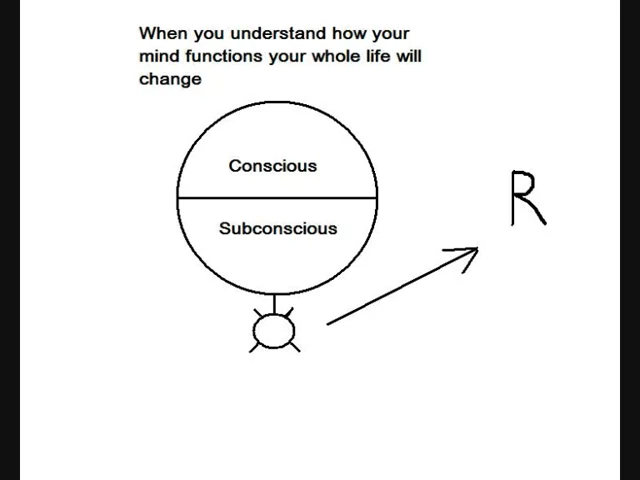 When you understand how your
mind functions your whole life will
change
Conscious
Subconscious
R